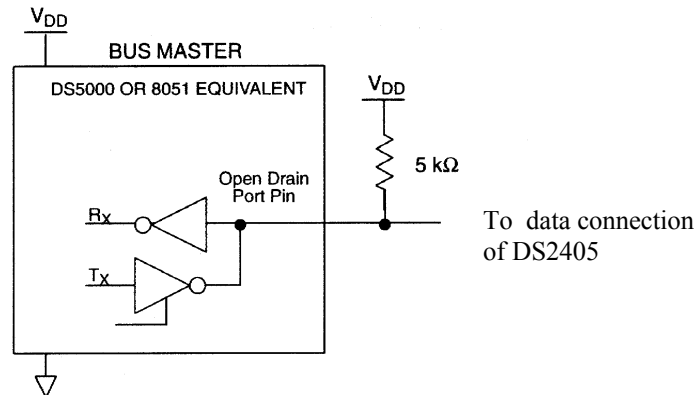 VDD
BUS MASTER
DS5000 OR 8051 EQUIVALENT
VDD
5 kΩ
Open Drain
Port Pin
RX
TX
To data connection
of DS2405